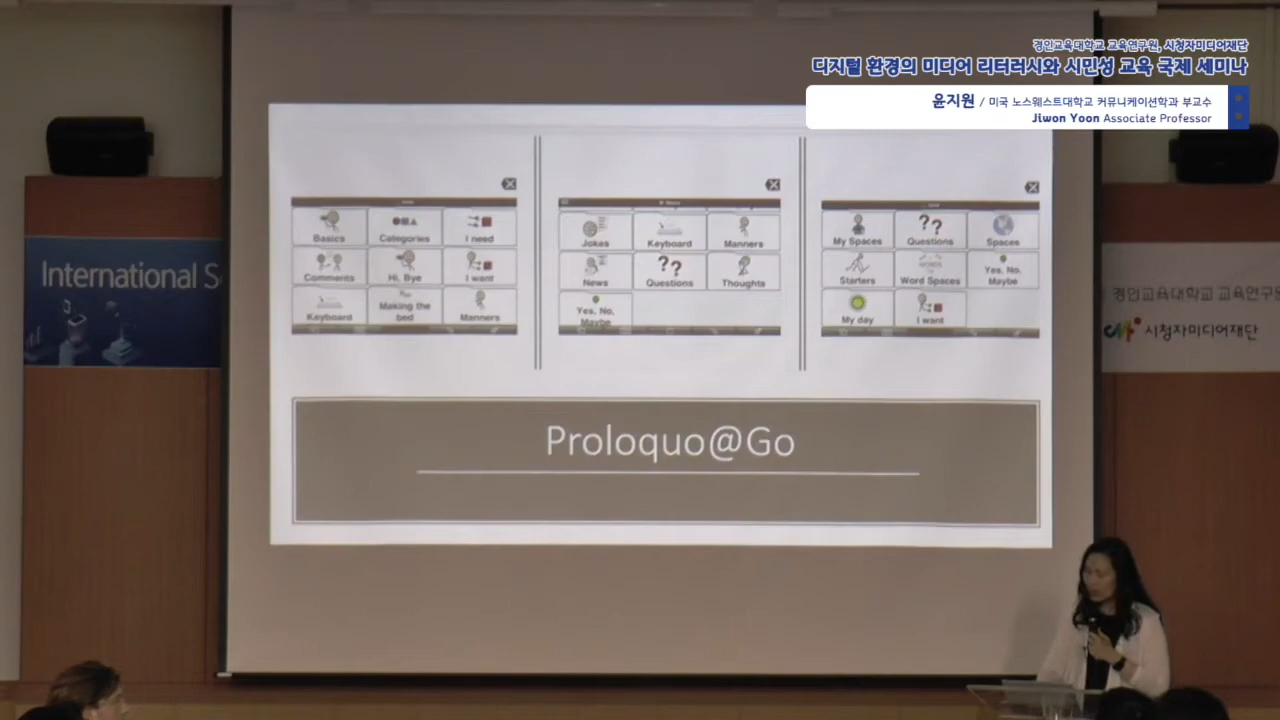 경인교육대학교 교육연구원, 시청자미디어재단
디지털 환경의 미디어 리터러시와 시민성 교육 국제 세미나
윤지원 / 미국 노스웨스트대학교 커뮤니케이션학과 부교수
Jiwon Yoon Associate Professor
Basics
Categories
I need
Comments
Hi, Bye
I want
Keyboard
Making the bed
Manners
Jokes
Keyboard
Manners
News
??
Questions
Thoughts
Yes, No, Maybe
My Spaces
??
Questions
Spaces
Starters
WORDS
Word Spaces
Yes, No, Maybe
My day
I want
Proloquo@Go
International S
경인교육대학교 교육연구
시청자미디어재단